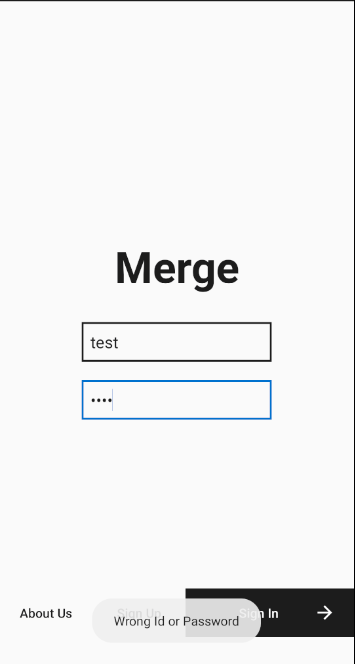 Merge
test
••••
About Us
Sign Up
Sign In
Wrong Id or Password